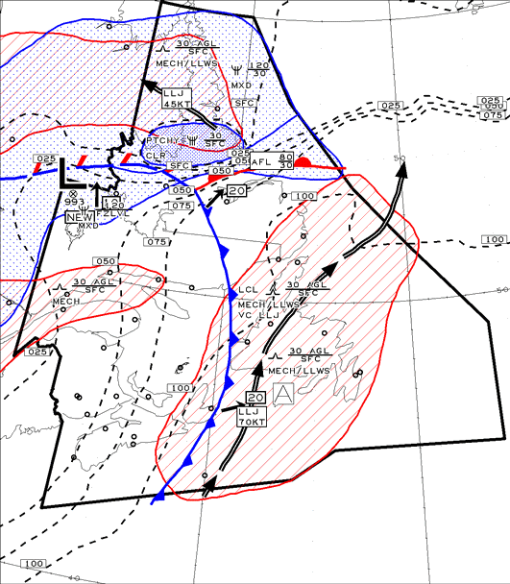 30 AGL
SFC
MECH/LLWS
120
30
MXD
SFC
LLJ
45KT
025
025
050
075
PTCHY
30
SFC
CLR
SFC
025
025
050
AFL
80
30
050
050
20
L
993
120
NEW
FZLVL
MXD
075
100
50
075
100
050
30 AGL
SFC
MECH
LCL
30 AGL
SFC
MECH/LLWS
VC LLJ
50
025
30 AGL
SFC
MECH/LLWS
100
20
A
LLJ
70KT
100
40